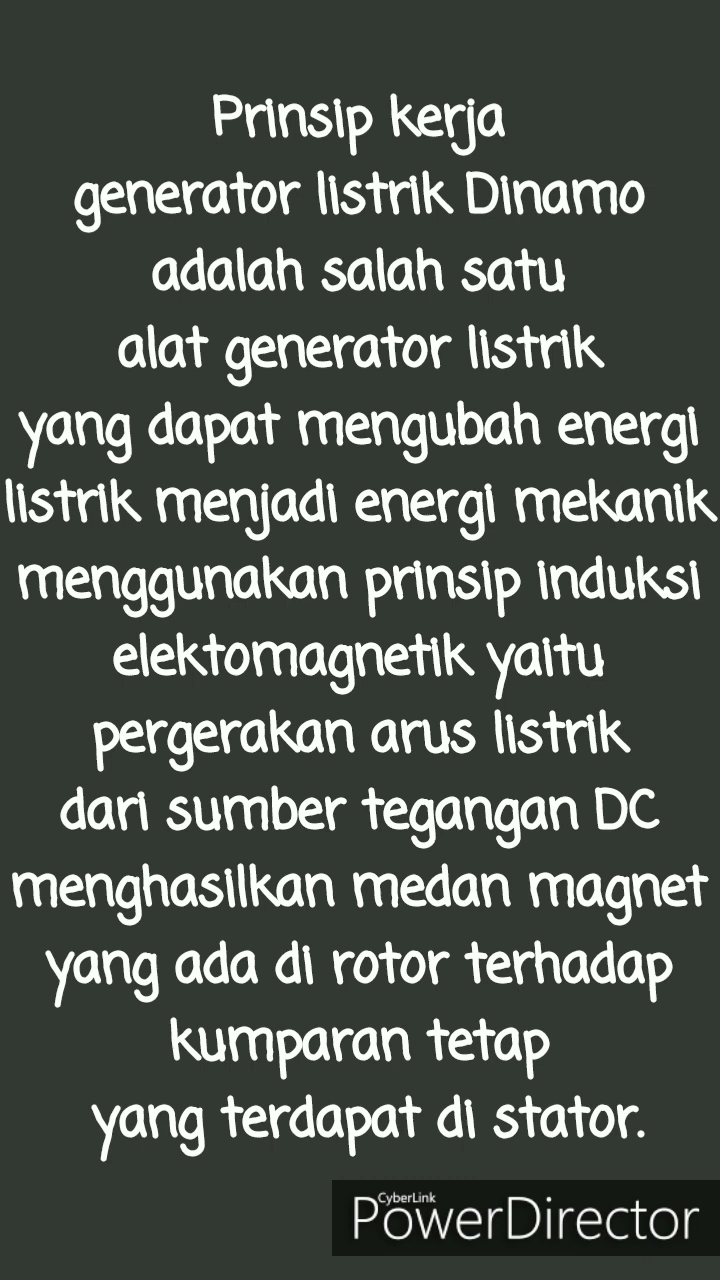 Prinsip kerja
generator listrik Dinamo
adalah salah satu
alat generator listrik
yang dapat mengubah energi
listrik menjadi energi mekanik
menggunakan prinsip induksi
elektomagnetik yaitu
pergerakan arus listrik
dari sumber tegangan DC
menghasilkan medan magnet
yang ada di rotor terhadap
kumparan tetap
yang terdapat di stator.
CyberLink
PowerDirector